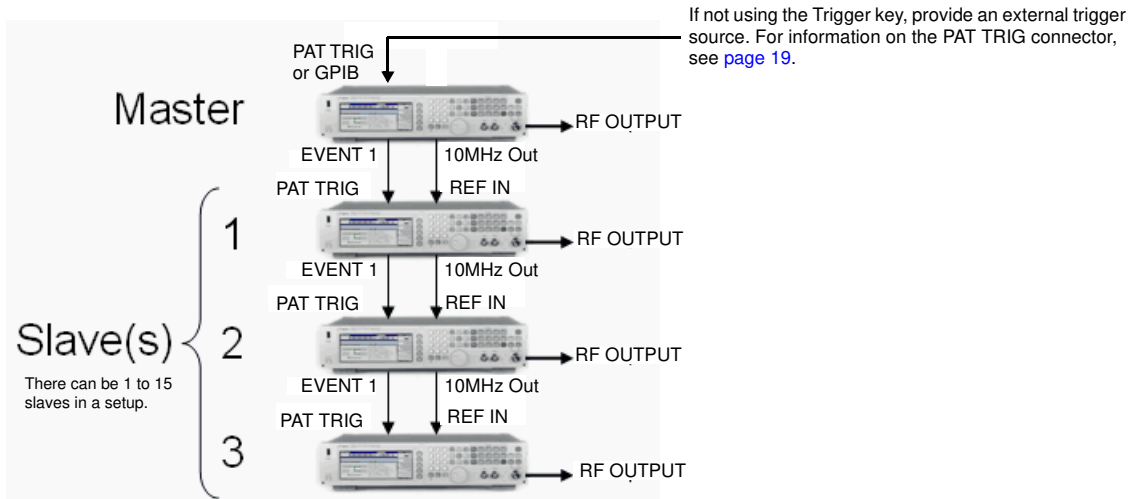 If not using the Trigger key, provide an external trigger
source. For information on the PAT TRIG connector,
see page 19.
PAT TRIG
or GPIB
Master
RF OUTPUT
EVENT 1
10MHz Out
PAT TRIG
REF IN
1
RF OUTPUT
EVENT 1
10MHz Out
PAT TRIG
REF IN
Slave(s)
2
RF OUTPUT
There can be 1 to 15
slaves in a setup.
EVENT 1
10MHz Out
PAT TRIG
REF IN
3
RF OUTPUT